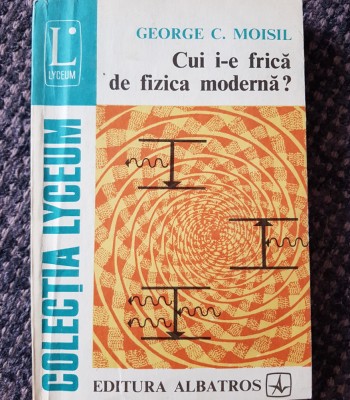 L
LYCEUM
GEORGE C. MOISIL
Cui i-e frică
de fizica modernă?
COLECȚIA LYCEUM
EDITURA ALBATROS